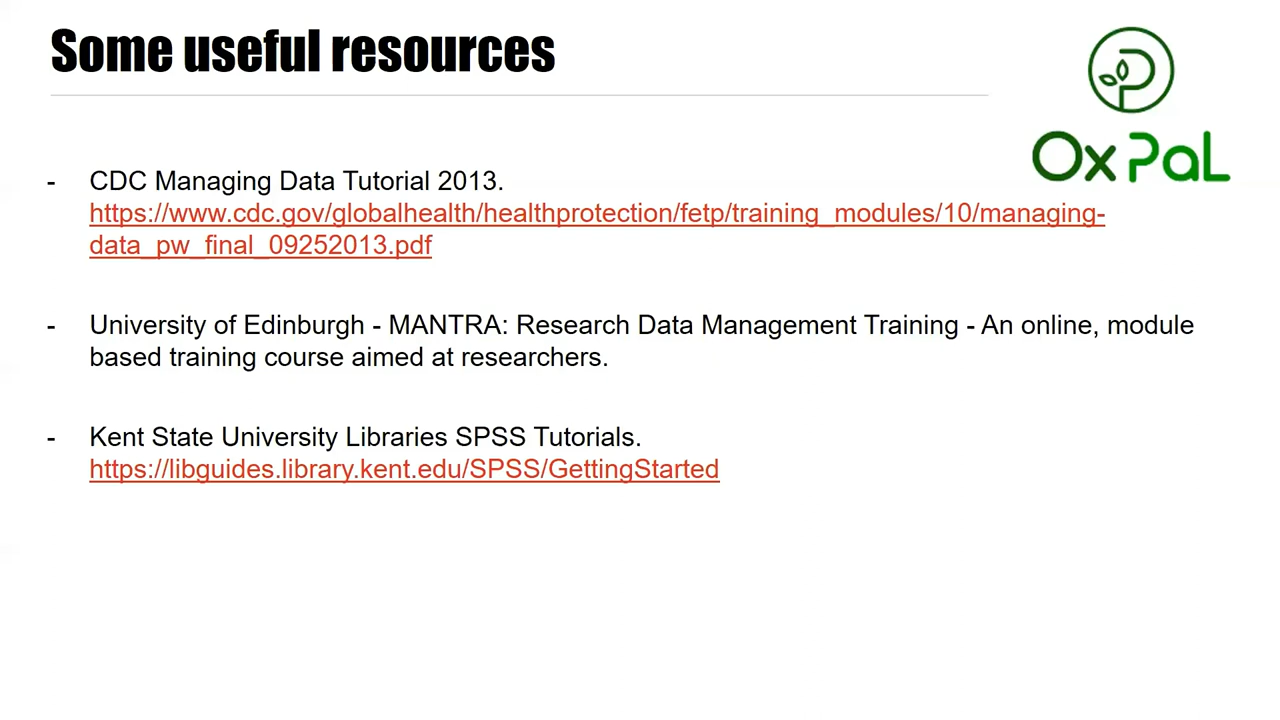 Some useful resources
OxPaL
- CDC Managing Data Tutorial 2013.
https://www.cdc.gov/globalhealth/healthprotection/fetp/training_modules/10/managing-
data_pw_final_09252013.pdf
- University of Edinburgh - MANTRA: Research Data Management Training - An online, module
based training course aimed at researchers.
- Kent State University Libraries SPSS Tutorials.
https://libguides.library.kent.edu/SPSS/GettingStarted